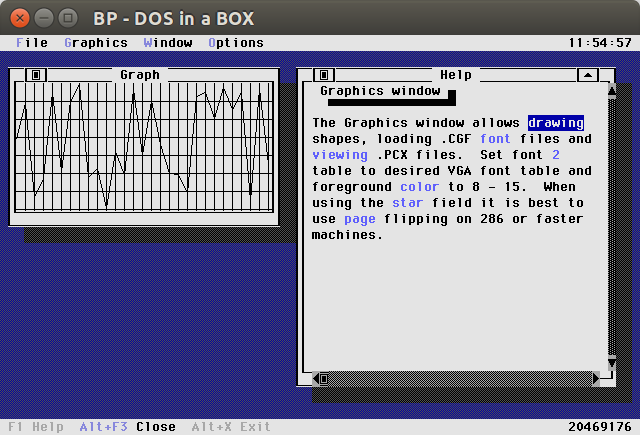 BP - DOS in a BOX
File Graphics Window Options 11:54:57
Graph
Help
Graphics window
The Graphics window allows drawing
shapes, loading .CGF font files and
viewing .PCX files. Set font 2
table to desired VGA font table and
foreground color to 8 - 15. When
using the star field it is best to
use page flipping on 286 or faster
machines.
F1 Help Alt+F3 Close Alt+X Exit 20469176